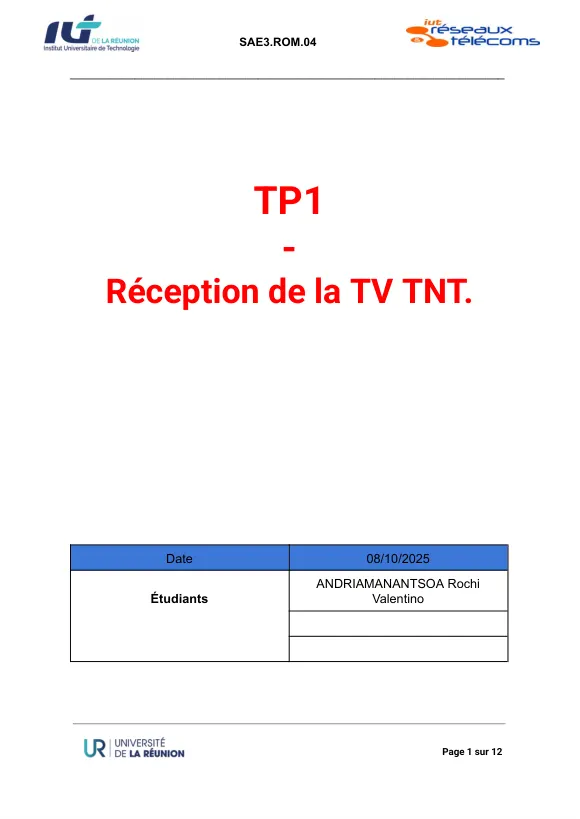 iut
DE LA RÉUNION
Institut Universitaire de Technologie
SAE3.ROM.04
iut
réseaux
& télécoms
TP1
-
Réception de la TV TNT.
Date 08/10/2025
Étudiants
ANDRIAMANANTSOA Rochi
Valentino
UR UNIVERSITÉ
DE LA RÉUNION
Page 1 sur 12